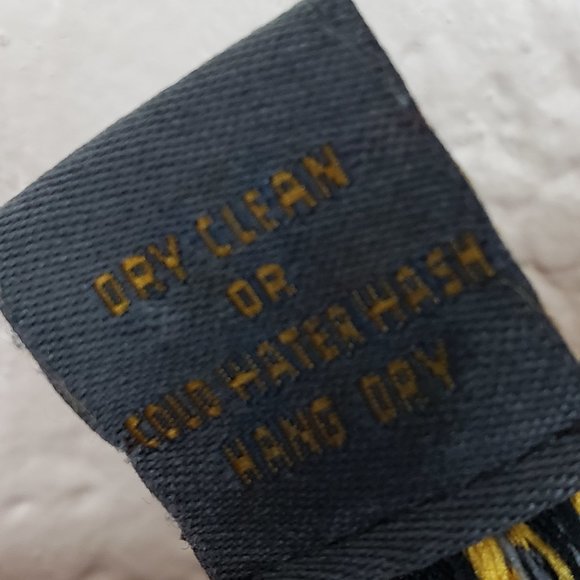 DRY CLEAN
OR
COLD WATER WASH
HANG DRY